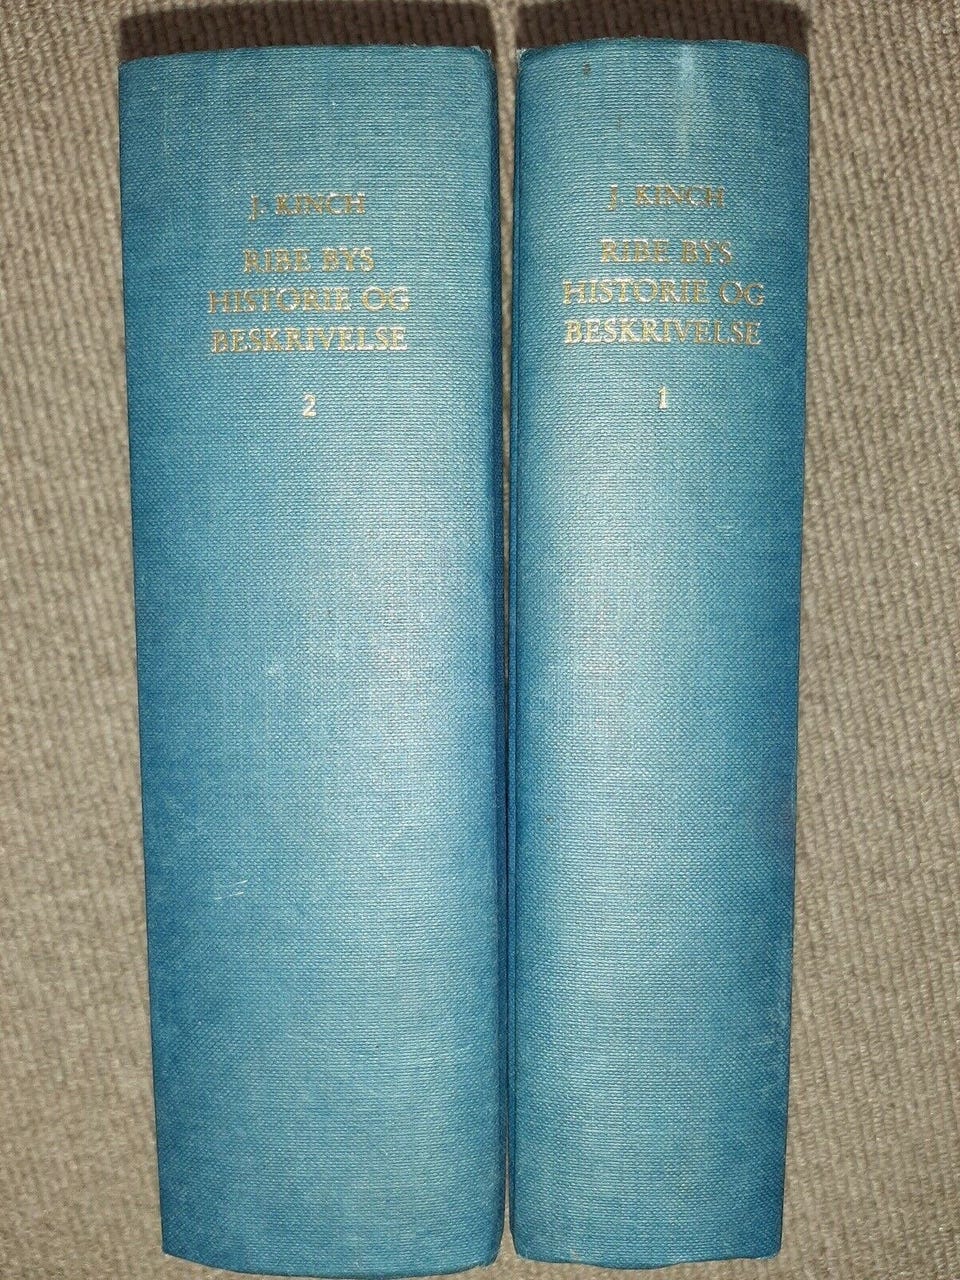 J. KINCH
RIBE BYS
HISTORIE OG
BESKRIVELSE
2
J. KINCH
RIBE BYS
HISTORIE OG
BESKRIVELSE
1